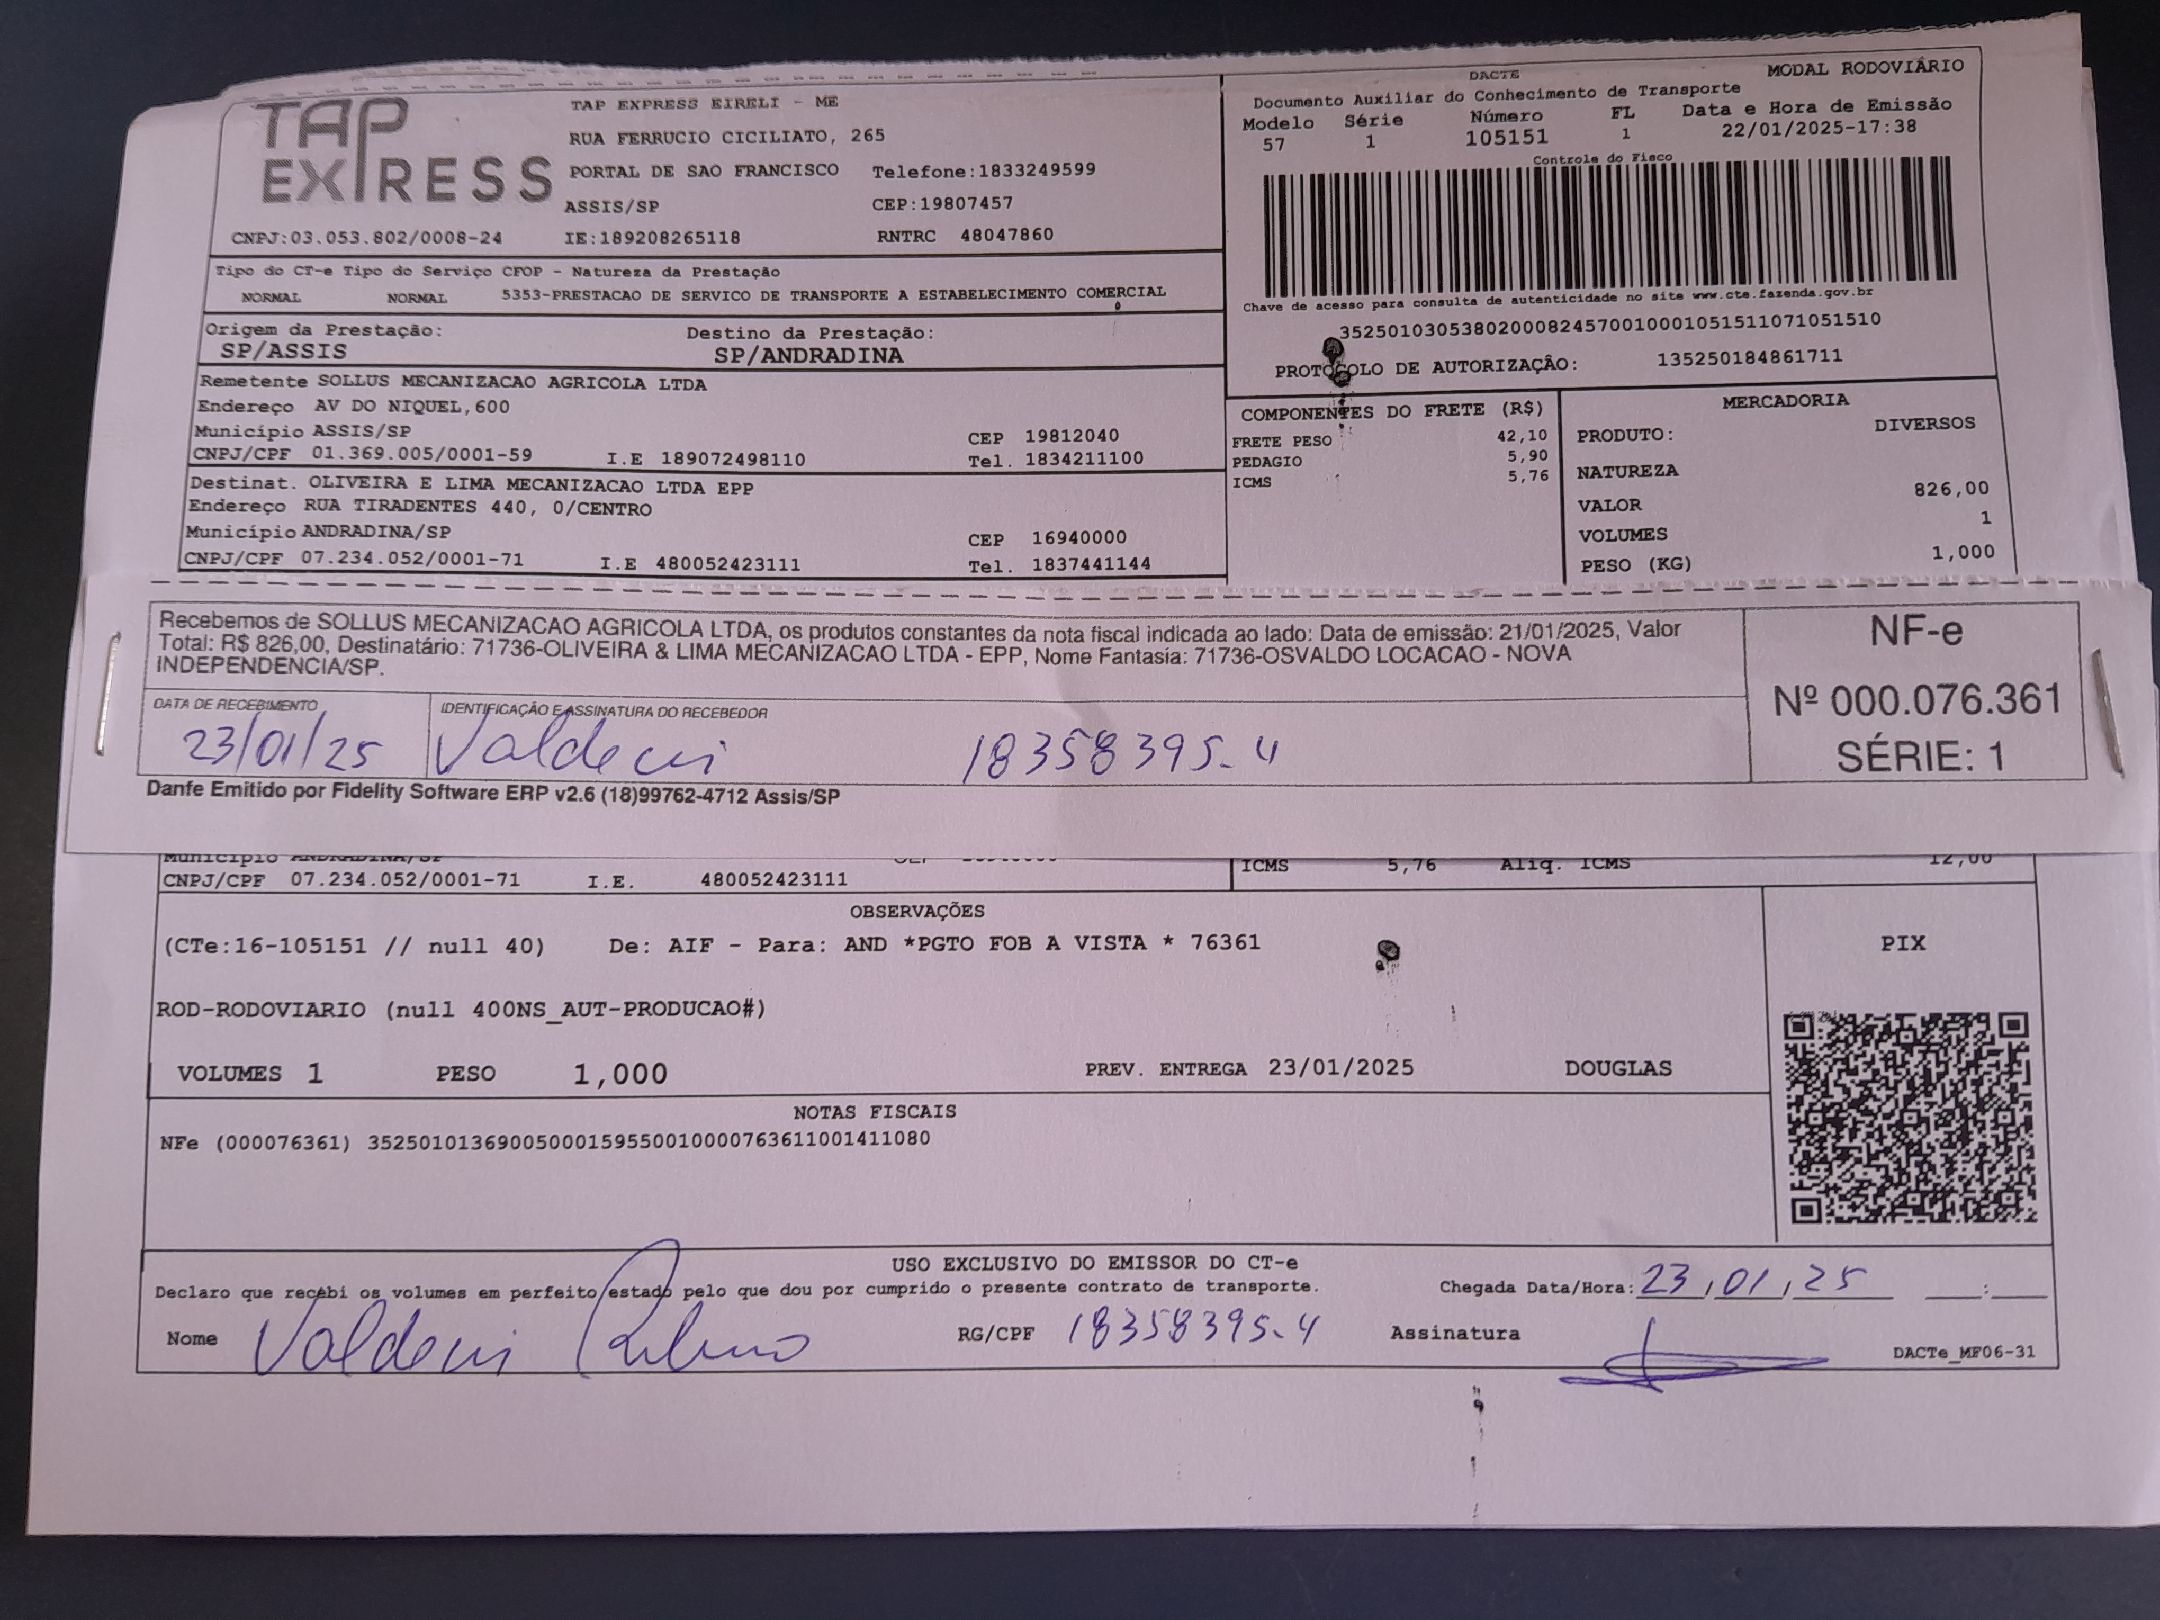 TAP
EXPRESS
TAP EXPRESS EIRELI - ME
RUA FERRUCIO CICILIATO, 265
PORTAL DE SAO FRANCISCO Telefone:1833249599
ASSIS/SP CEP:19807457
CNPJ:03.053.802/0008-24 IE:189208265118 RNTRC 48047860
DACTE MODAL RODOVIÁRIO
Documento Auxiliar do Conhecimento de Transporte
Modelo Série Número FL Data e Hora de Emissão
57 1 105151 1 22/01/2025-17:38
Controle do Fisco
Chave de acesso para consulta de autenticidade no site www.cte.fazenda.gov.br
35250103053802000824570010001051511071051510
PROTOCOLO DE AUTORIZAÇÃO: 135250184861711
Tipo do CT-e Tipo do Serviço CFOP - Natureza da Prestação
NORMAL NORMAL 5353-PRESTACAO DE SERVICO DE TRANSPORTE A ESTABELECIMENTO COMERCIAL
Origem da Prestação: Destino da Prestação:
SP/ASSIS SP/ANDRADINA
Remetente SOLLUS MECANIZACAO AGRICOLA LTDA
Endereço AV DO NIQUEL,600
Município ASSIS/SP CEP 19812040
CNPJ/CPF 01.369.005/0001-59 I.E 189072498110 Tel. 1834211100
Destinat. OLIVEIRA E LIMA MECANIZACAO LTDA EPP
Endereço RUA TIRADENTES 440, 0/CENTRO
Município ANDRADINA/SP CEP 16940000
CNPJ/CPF 07.234.052/0001-71 I.E 480052423111 Tel. 1837441144
COMPONENTES DO FRETE (R$)
FRETE PESO 42,10
PEDAGIO 5,90
ICMS 5,76
MERCADORIA
PRODUTO: DIVERSOS
NATUREZA
VALOR 826,00
VOLUMES 1
PESO (KG) 1,000
Recebemos de SOLLUS MECANIZACAO AGRICOLA LTDA, os produtos constantes da nota fiscal indicada ao lado: Data de emissão: 21/01/2025, Valor
Total: R$ 826,00, Destinatário: 71736-OLIVEIRA & LIMA MECANIZACAO LTDA - EPP, Nome Fantasia: 71736-OSVALDO LOCACAO - NOVA
INDEPENDENCIA/SP.
DATA DE RECEBIMENTO IDENTIFICAÇÃO E ASSINATURA DO RECEBEDOR
23/01/25 Valdeci 18358395-4
NF-e
Nº 000.076.361
SÉRIE: 1
Danfe Emitido por Fidelity Software ERP v2.6 (18)99762-4712 Assis/SP
Município ANDRADINA/SP
CNPJ/CPF 07.234.052/0001-71 I.E. 480052423111
ICMS 5,76 Aliq. ICMS 12,00
OBSERVAÇÕES
(CTe:16-105151 // null 40) De: AIF - Para: AND *PGTO FOB A VISTA * 76361
ROD-RODOVIARIO (null 400NS_AUT-PRODUCAO#)
VOLUMES 1 PESO 1,000 PREV. ENTREGA 23/01/2025 DOUGLAS
PIX
NOTAS FISCAIS
NFe (000076361) 35250101369005000159550010000763611001411080
USO EXCLUSIVO DO EMISSOR DO CT-e
Declaro que recebi os volumes em perfeito estado pelo que dou por cumprido o presente contrato de transporte. Chegada Data/Hora: 23/01/25 :
Nome Valdeci RG/CPF 18358395-4 Assinatura
DACTe_MF06-31